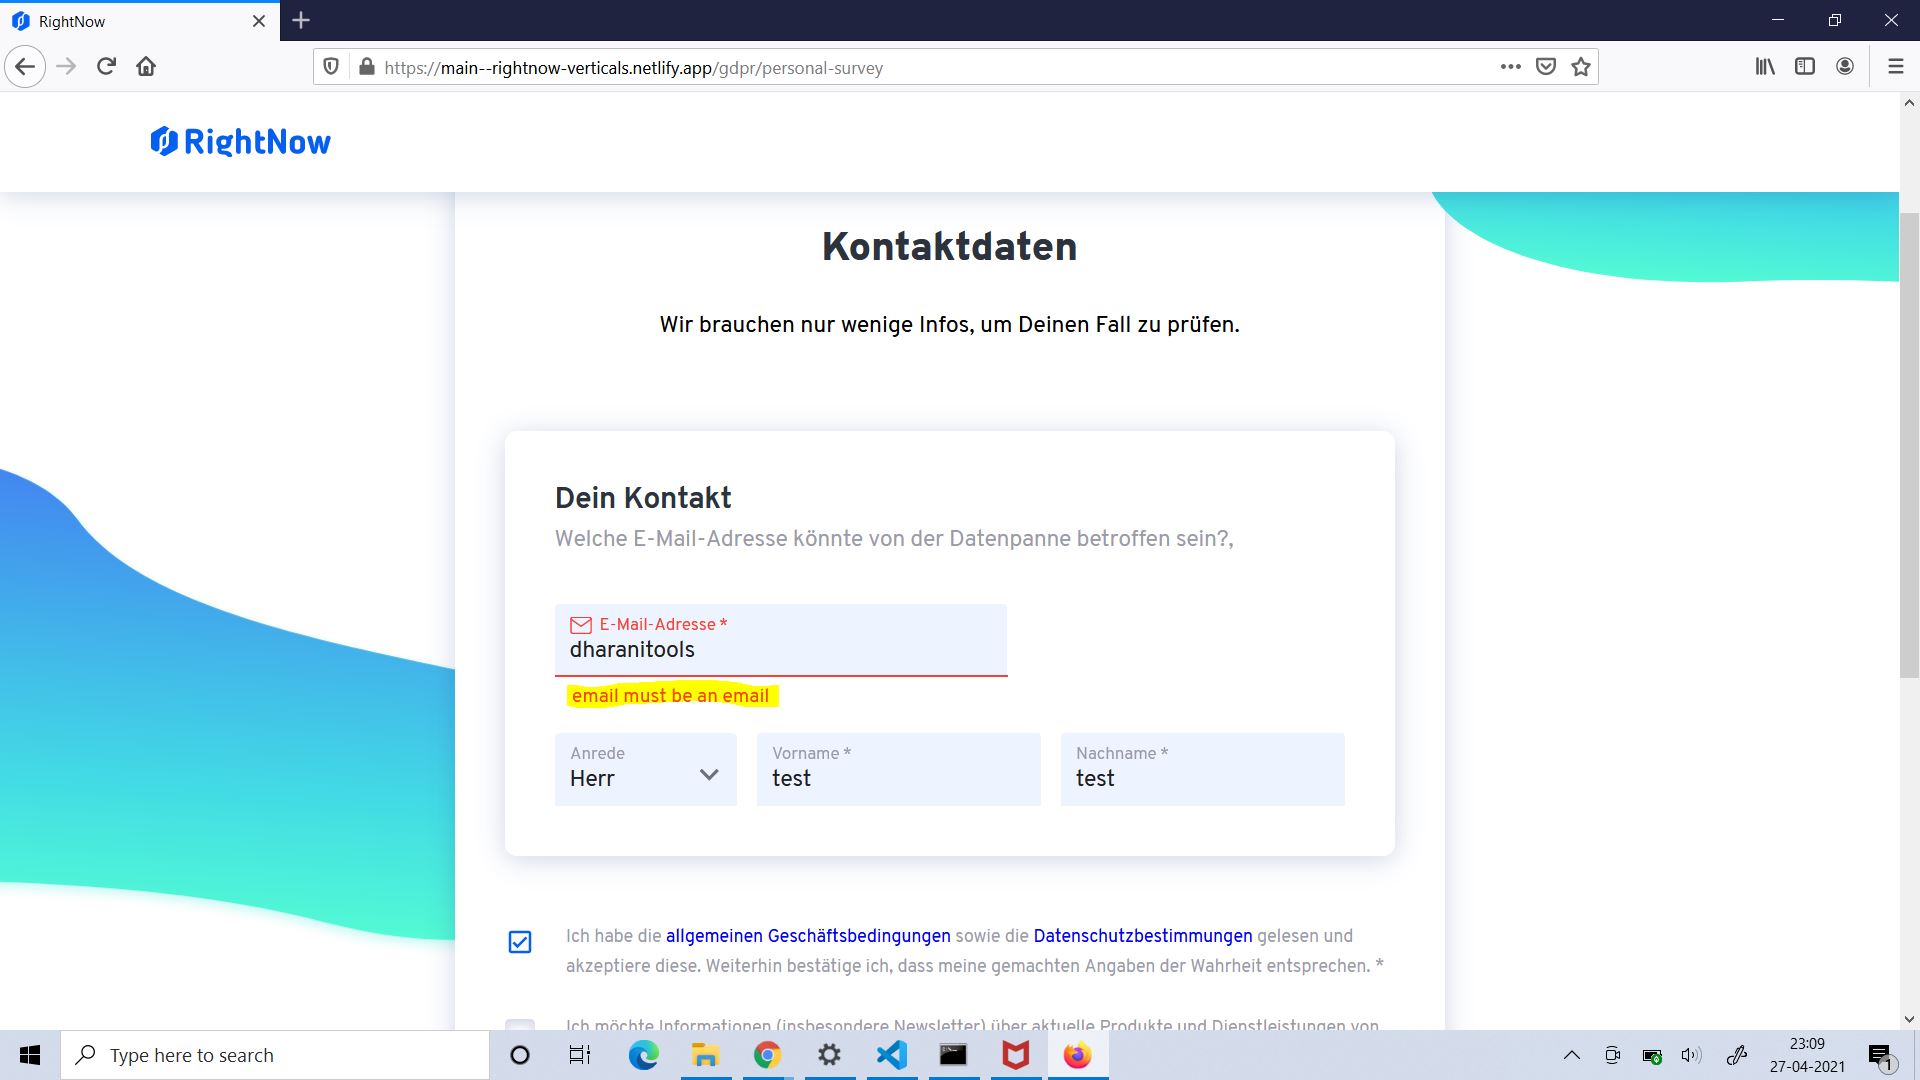 RightNow
https://main--rightnow-verticals.netlify.app/gdpr/personal-survey
RightNow
Kontaktdaten
Wir brauchen nur wenige Infos, um Deinen Fall zu prüfen.
Dein Kontakt
Welche E-Mail-Adresse könnte von der Datenpanne betroffen sein?,
E-Mail-Adresse *
dharanitools
email must be an email
Anrede Vorname * Nachname *
Herr test test
Ich habe die allgemeinen Geschäftsbedingungen sowie die Datenschutzbestimmungen gelesen und
akzeptiere diese. Weiterhin bestätige ich, dass meine gemachten Angaben der Wahrheit entsprechen. *
Ich möchte Informationen (insbesondere Newsletter) über aktuelle Produkte und Dienstleistungen von
Type here to search
23:09
27-04-2021
1